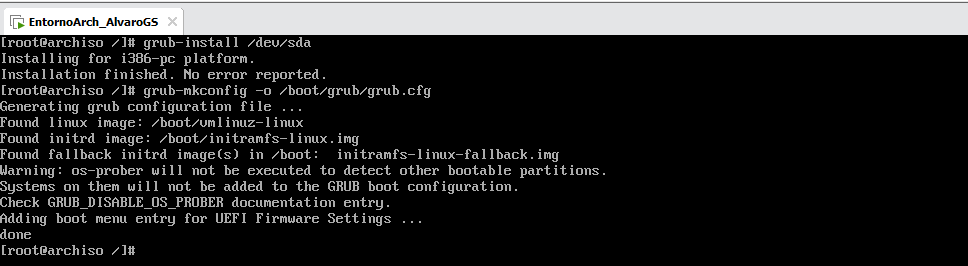 EntornoArch_AlvaroGS
[root@archiso /]# grub-install /dev/sda
Installing for i386-pc platform.
Installation finished. No error reported.
[root@archiso /]# grub-mkconfig -o /boot/grub/grub.cfg
Generating grub configuration file ...
Found linux image: /boot/vmlinuz-linux
Found initrd image: /boot/initramfs-linux.img
Found fallback initrd image(s) in /boot:  initramfs-linux-fallback.img
Warning: os-prober will not be executed to detect other bootable partitions.
Systems on them will not be added to the GRUB boot configuration.
Check GRUB_DISABLE_OS_PROBER documentation entry.
Adding boot menu entry for UEFI Firmware Settings ...
done
[root@archiso /]#